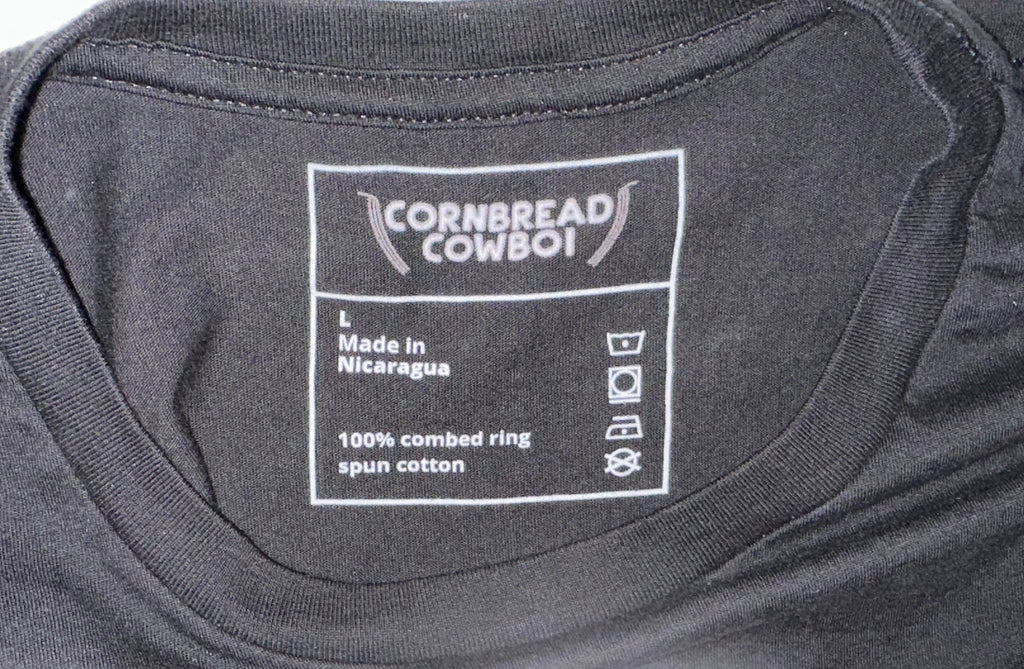 CORNBREAD
COWBOI
L
Made in
Nicaragua
100% combed ring
spun cotton